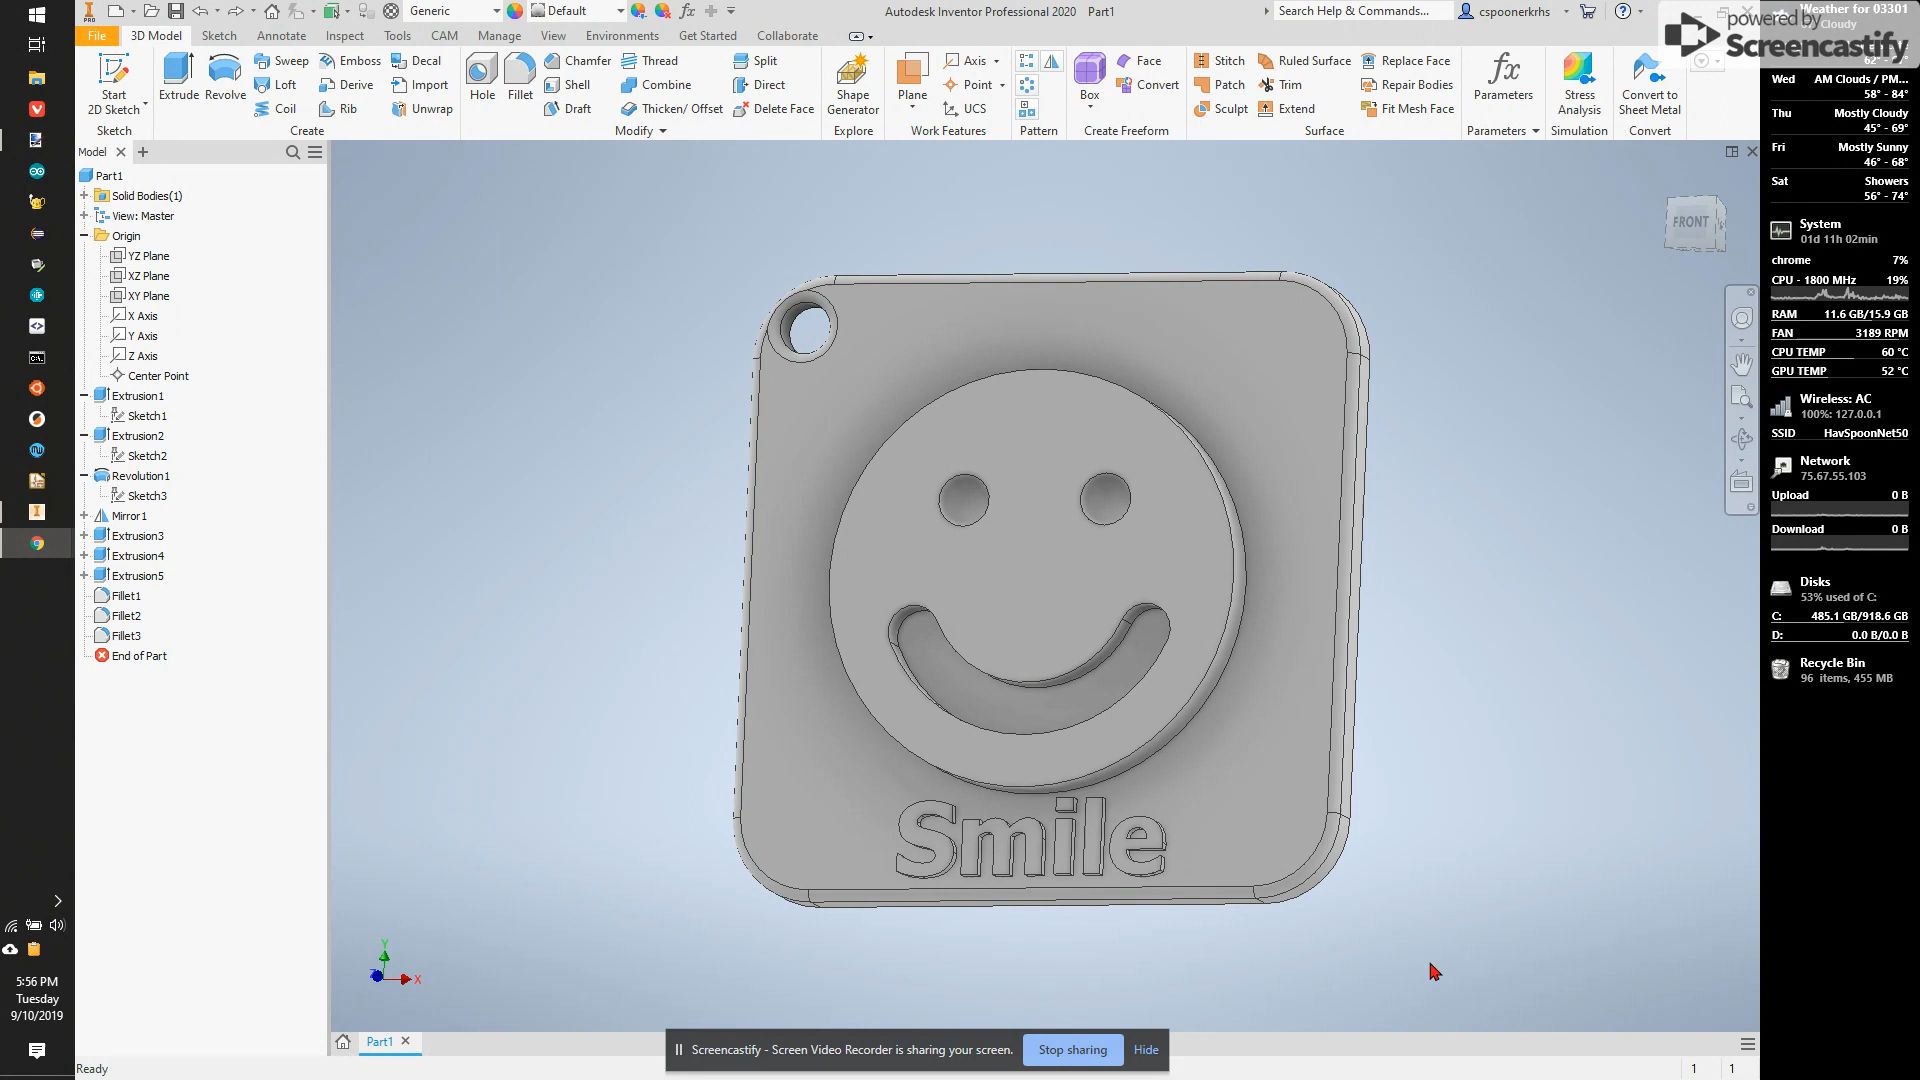 Generic
Default
Autodesk Inventor Professional 2020 Part1
Search Help & Commands...
cspoonerkrhs
File 3D Model Sketch Annotate Inspect Tools CAM Manage View Environments Get Started Collaborate
Start
2D Sketch
Sketch
Extrude
Revolve
Sweep
Loft
Coil
Emboss
Derive
Rib
Decal
Import
Unwrap
Create
Hole
Fillet
Chamfer
Shell
Draft
Thread
Combine
Thicken/ Offset
Split
Direct
Delete Face
Modify
Shape
Generator
Explore
Plane
Axis
Point
UCS
Work Features
Pattern
Box
Face
Convert
Create Freeform
Stitch
Patch
Sculpt
Ruled Surface
Trim
Extend
Replace Face
Repair Bodies
Fit Mesh Face
Surface
fx
Parameters
Parameters
Stress
Analysis
Simulation
Convert to
Sheet Metal
Convert
Model
Part1
Solid Bodies(1)
View: Master
Origin
YZ Plane
XZ Plane
XY Plane
X Axis
Y Axis
Z Axis
Center Point
Extrusion1
Sketch1
Extrusion2
Sketch2
Revolution1
Sketch3
Mirror1
Extrusion3
Extrusion4
Extrusion5
Fillet1
Fillet2
Fillet3
End of Part
FRONT
Smile
Y
Z
X
Part1
Ready
1 1
Screencastify - Screen Video Recorder is sharing your screen.
Stop sharing
Hide
powered by
Screencastify
Weather for 03301
Cloudy
Wed AM Clouds / PM...
58° - 84°
Thu Mostly Cloudy
45° - 69°
Fri Mostly Sunny
46° - 68°
Sat Showers
56° - 74°
System
01d 11h 02min
chrome 7%
CPU - 1800 MHz 19%
RAM 11.6 GB/15.9 GB
FAN 3189 RPM
CPU TEMP 60 °C
GPU TEMP 52 °C
Wireless: AC
100%: 127.0.0.1
SSID HavSpoonNet50
Network
75.67.55.103
Upload 0 B
Download 0 B
Disks
53% used of C:
C: 485.1 GB/918.6 GB
D: 0.0 B/0.0 B
Recycle Bin
96 items, 455 MB
5:56 PM
Tuesday
9/10/2019